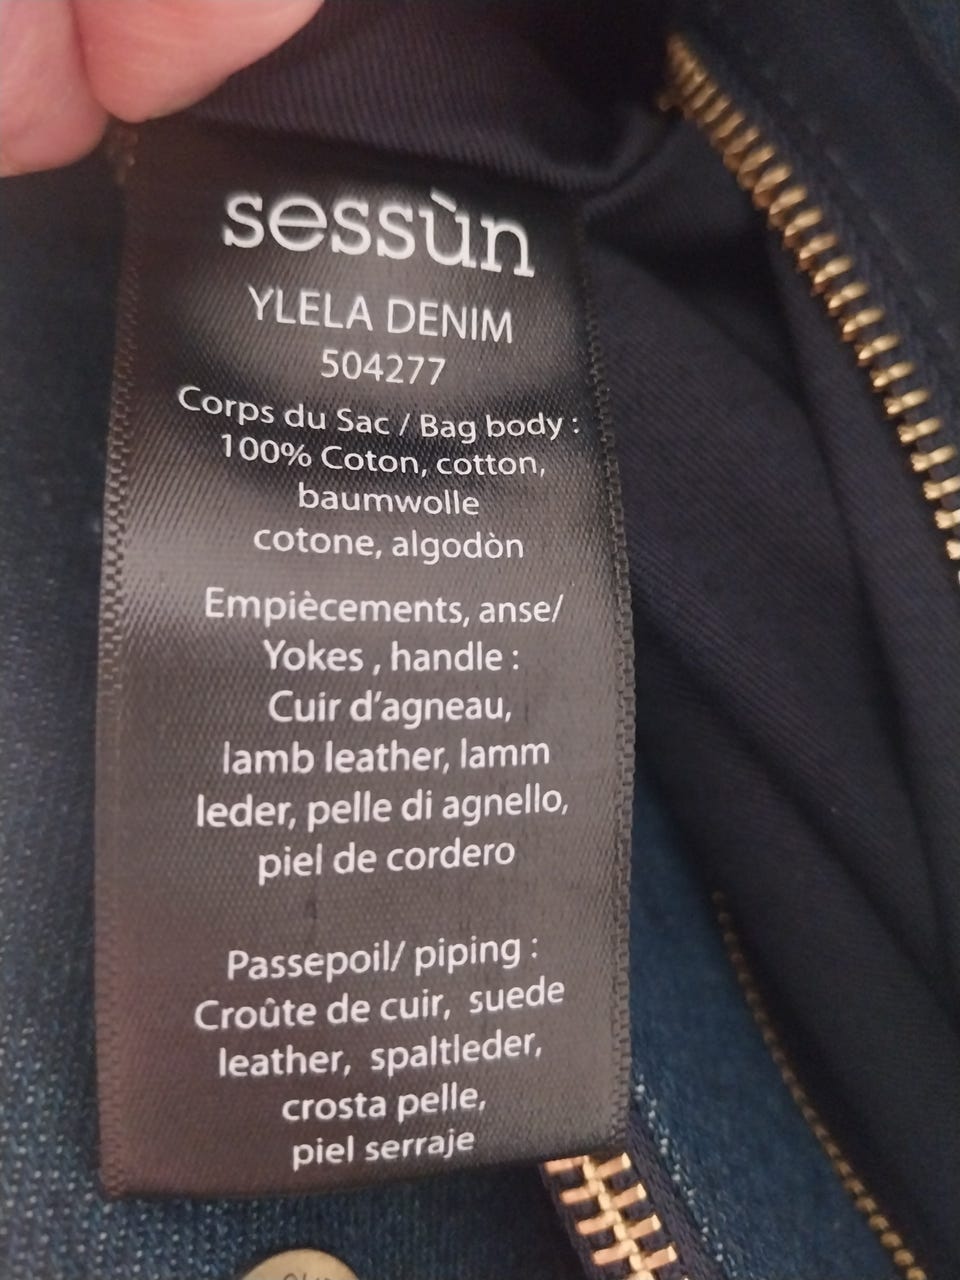 sessùn
YLELA DENIM
504277
Corps du Sac / Bag body :
100% Coton, cotton,
baumwolle
cotone, algodòn
Empiècements, anse/
Yokes , handle :
Cuir d'agneau,
lamb leather, lamm
leder, pelle di agnello,
piel de cordero
Passepoil/ piping :
Croûte de cuir, suede
leather, spaltleder,
crosta pelle,
piel serraje